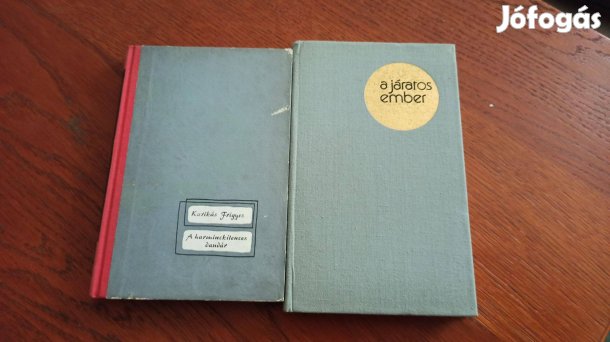 Jófogás
a járatos
ember
Karikás Frigyes
A harminckilences
dandár